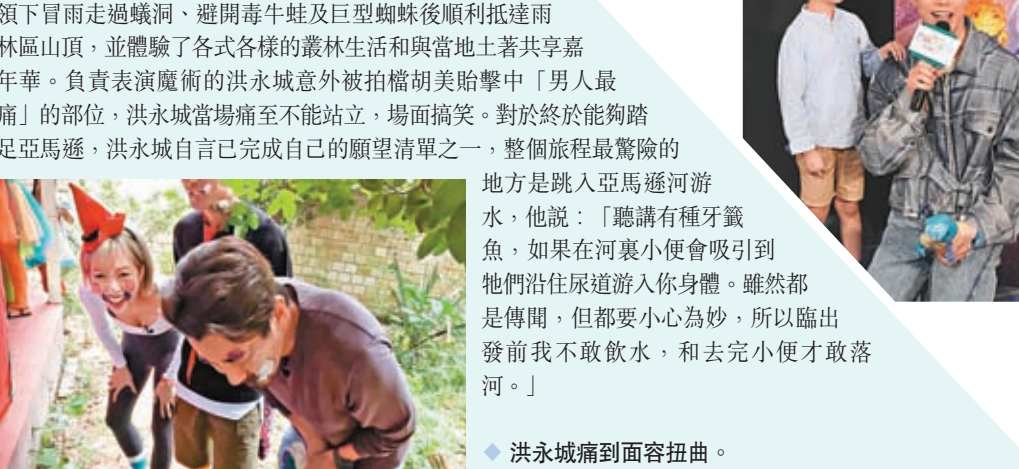 領下冒雨走過蟻洞、避開毒牛蛙及巨型蜘蛛後順利抵達雨
林區山頂，並體驗了各式各樣的叢林生活和與當地土著共享嘉
年華。負責表演魔術的洪永城意外被拍檔胡美貽擊中「男人最
痛」的部位，洪永城當場痛至不能站立，場面搞笑。對於終於能夠踏
足亞馬遜，洪永城自言已完成自己的願望清單之一，整個旅程最驚險的
地方是跳入亞馬遜河游
水，他説：「聽講有種牙籤
魚，如果在河裏小便會吸引到
牠們沿住尿道游入你身體。雖然都
是傳聞，但都要小心為妙，所以臨出
發前我不敢飲水，和去完小便才敢落
河。」
◆ 洪永城痛到面容扭曲。